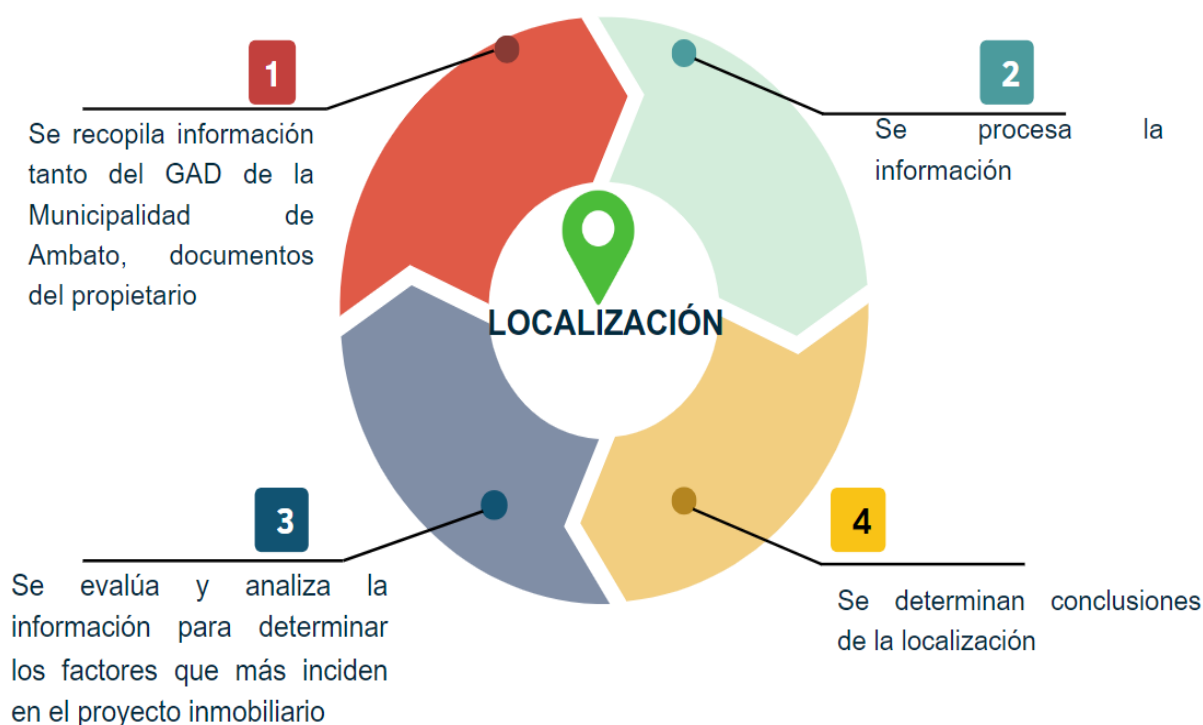 1
Se recopila información
tanto del GAD de la
Municipalidad de
Ambato, documentos
del propietario
2
Se procesa la
información
LOCALIZACIÓN
3
Se evalúa y analiza la
información para determinar
los factores que más inciden
en el proyecto inmobiliario
4
Se determinan conclusiones
de la localización